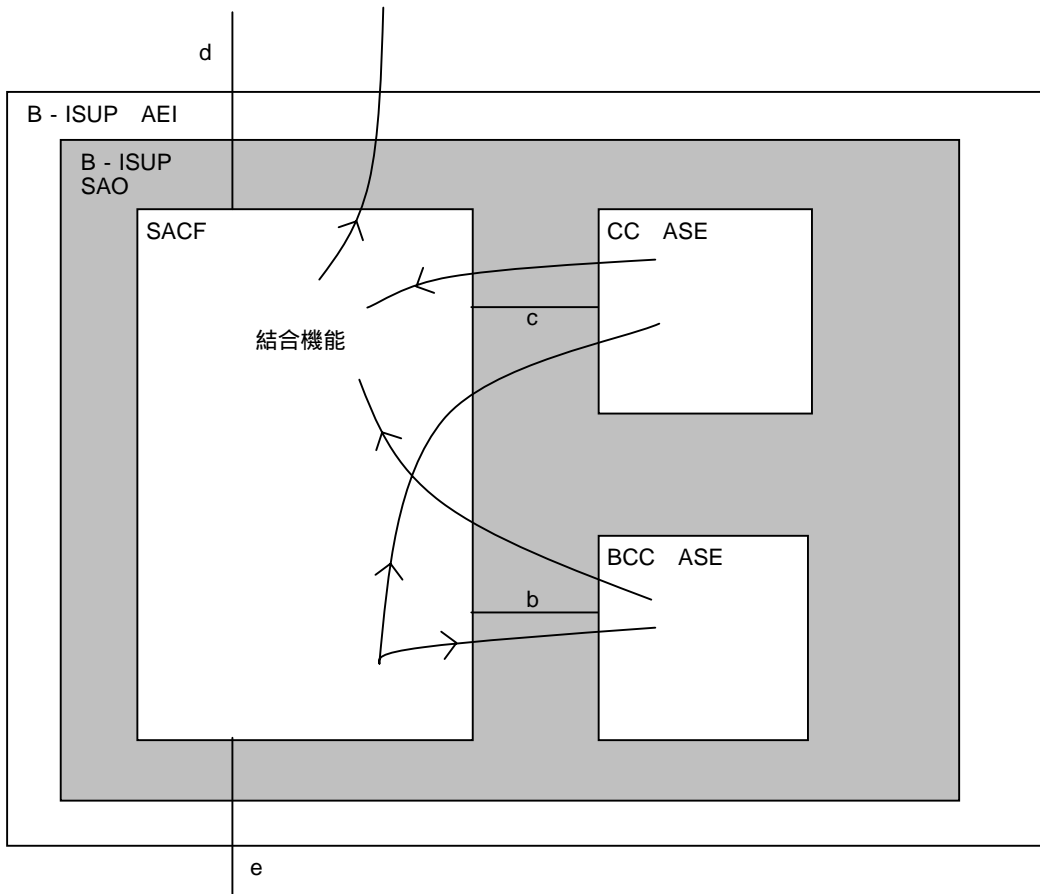 d
B - ISUP AEI
B - ISUP
SAO
SACF
CC ASE
c
結合機能
BCC ASE
b
e